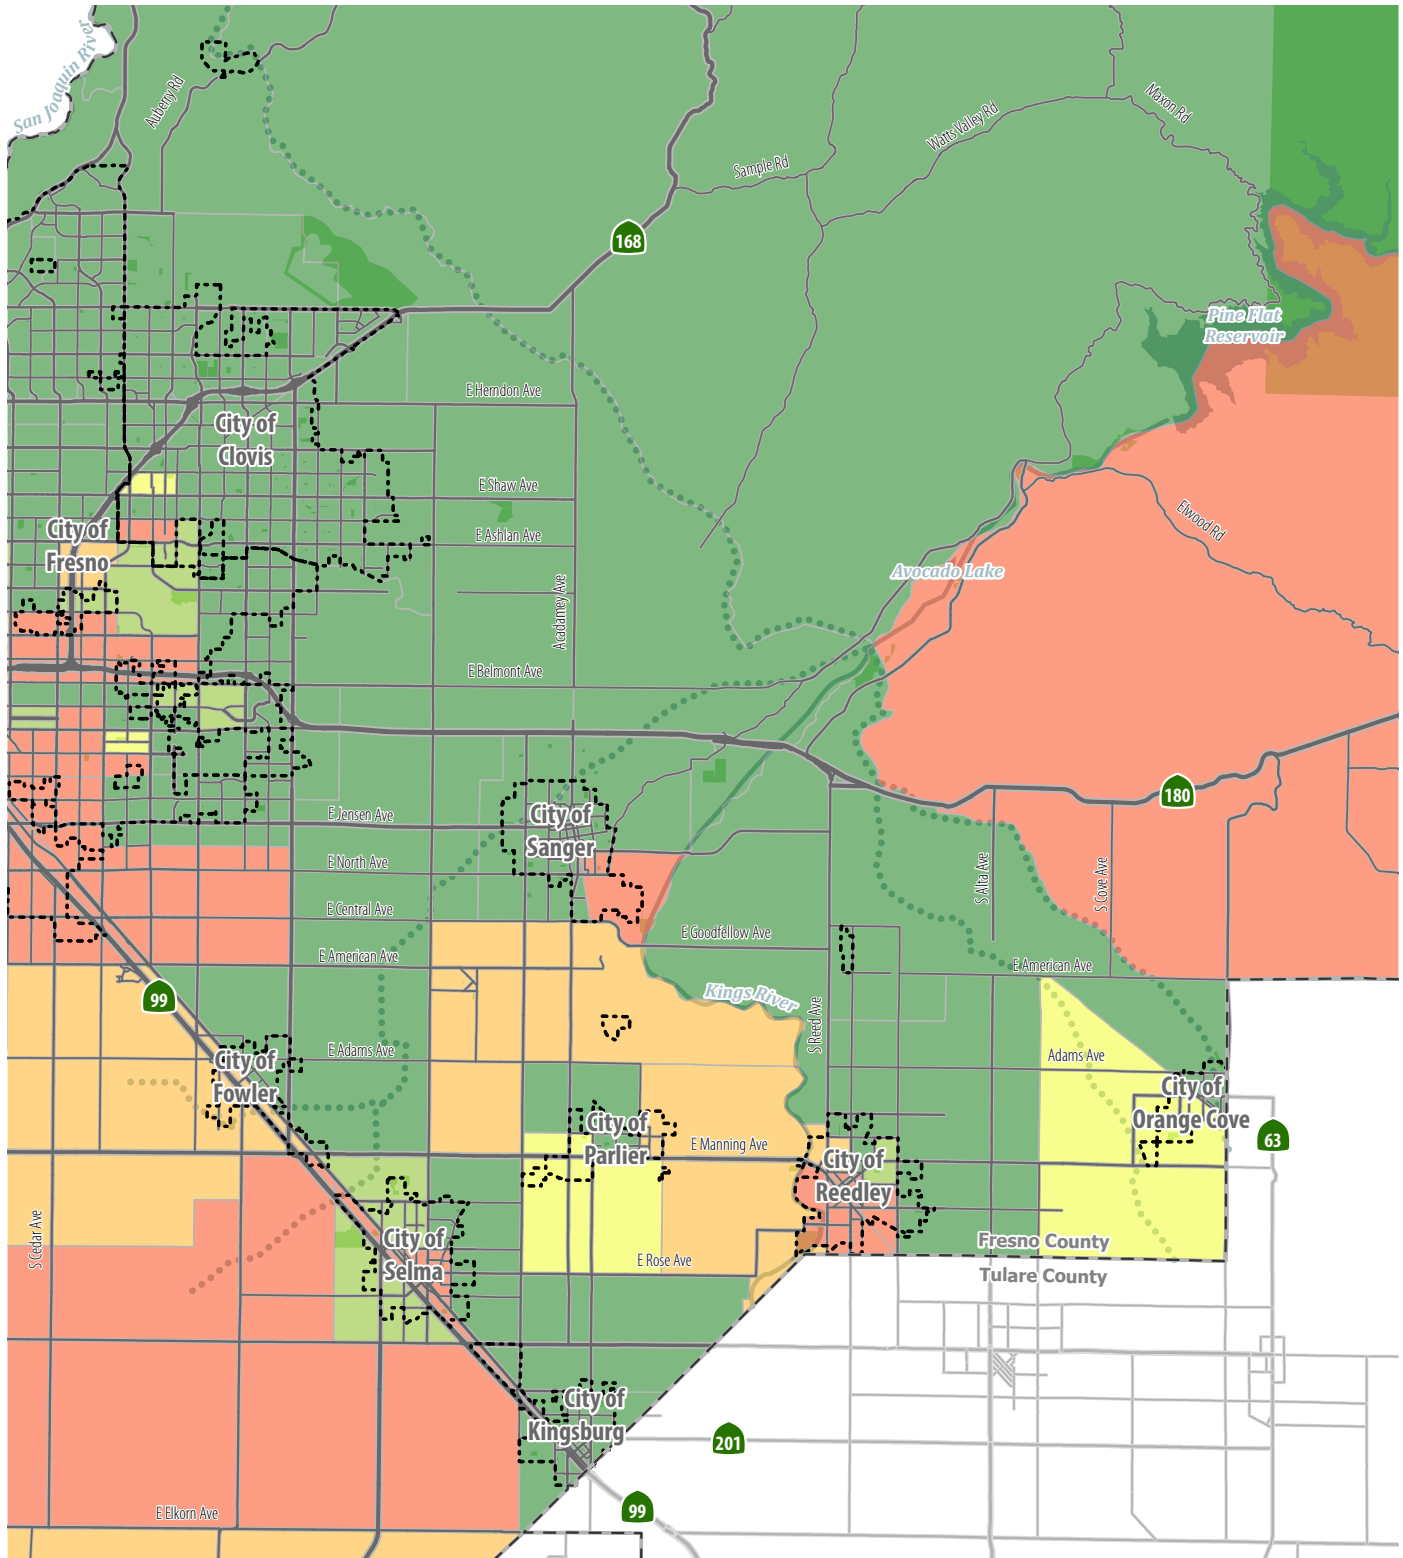 San Joaquin River
Auberry Rd
Maxon Rd
Watts Valley Rd
Sample Rd
168
Pine Flat
Reservoir
E Herndon Ave
City of
Clovis
E Shaw Ave
Elwood Rd
City of
Fresno
E Ashlan Ave
Avocado Lake
Acadamey Ave
E Belmont Ave
180
E Jensen Ave
City of
Sanger
E North Ave
S Alta Ave
S Cove Ave
E Central Ave
E Goodfellow Ave
E American Ave
E American Ave
99
Kings River
S Reed Ave
E Adams Ave
Adams Ave
City of
Fowler
City of
Orange Cove
63
City of
Parlier
E Manning Ave
City of
Reedley
S Cedar Ave
City of
Selma
E Rose Ave
Fresno County
Tulare County
City of
Kingsburg
201
E Elkorn Ave
99